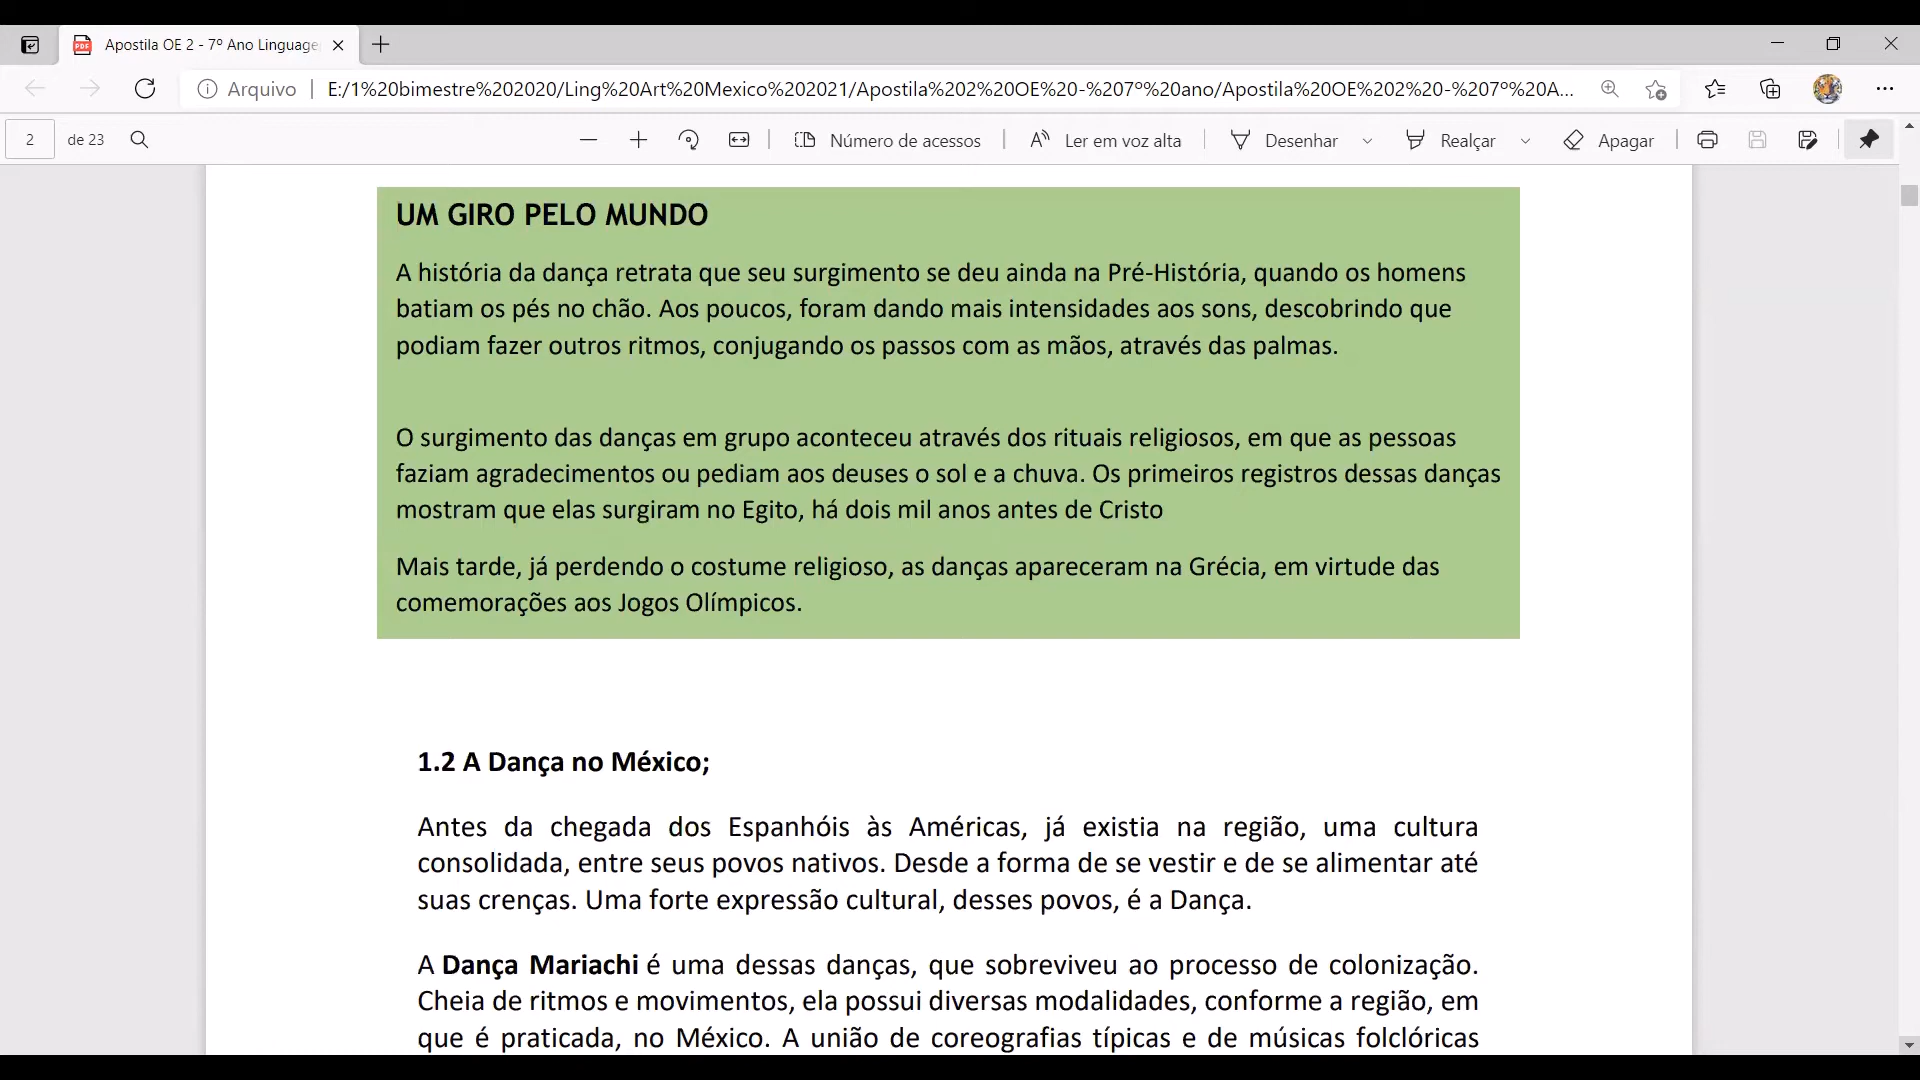 Apostila OE 2 - 7º Ano Linguage
Arquivo
E:/1%20bimestre%202020/Ling%20Art%20Mexico%202021/Apostila%202%20OE%20-%207º%20ano/Apostila%20OE%202%20-%207º%20A...
2 de 23
Número de acessos
Ler em voz alta
Desenhar
Realçar
Apagar
UM GIRO PELO MUNDO
A história da dança retrata que seu surgimento se deu ainda na Pré-História, quando os homens
batiam os pés no chão. Aos poucos, foram dando mais intensidades aos sons, descobrindo que
podiam fazer outros ritmos, conjugando os passos com as mãos, através das palmas.
O surgimento das danças em grupo aconteceu através dos rituais religiosos, em que as pessoas
faziam agradecimentos ou pediam aos deuses o sol e a chuva. Os primeiros registros dessas danças
mostram que elas surgiram no Egito, há dois mil anos antes de Cristo
Mais tarde, já perdendo o costume religioso, as danças apareceram na Grécia, em virtude das
comemorações aos Jogos Olímpicos.
1.2 A Dança no México;
Antes da chegada dos Espanhóis às Américas, já existia na região, uma cultura
consolidada, entre seus povos nativos. Desde a forma de se vestir e de se alimentar até
suas crenças. Uma forte expressão cultural, desses povos, é a Dança.
A Dança Mariachi é uma dessas danças, que sobreviveu ao processo de colonização.
Cheia de ritmos e movimentos, ela possui diversas modalidades, conforme a região, em
que é praticada, no México. A união de coreografias típicas e de músicas folclóricas